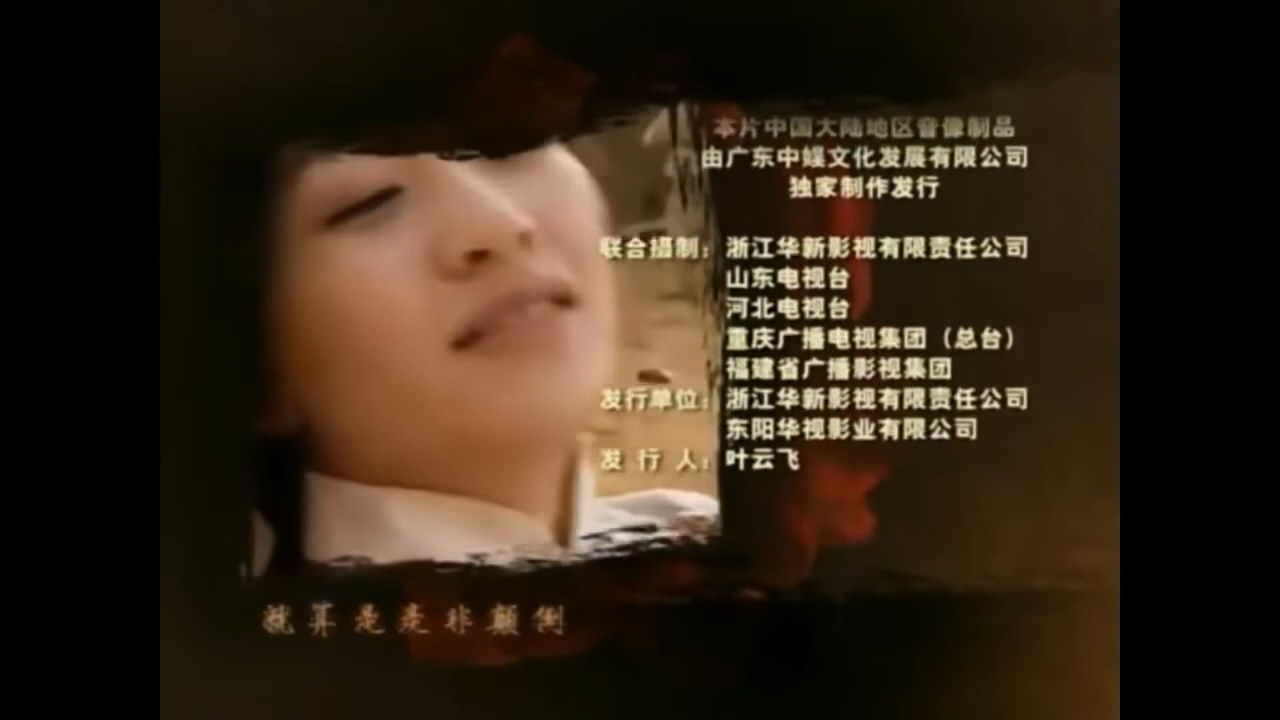 本片中国大陆地区音像制品
由广东中娱文化发展有限公司
独家制作发行
联合摄制：浙江华新影视有限责任公司
山东电视台
河北电视台
重庆广播电视集团（总台）
福建省广播影视集团
发行单位：浙江华新影视有限责任公司
东阳华视影业有限公司
发 行 人：叶云飞
就算是是非颠倒